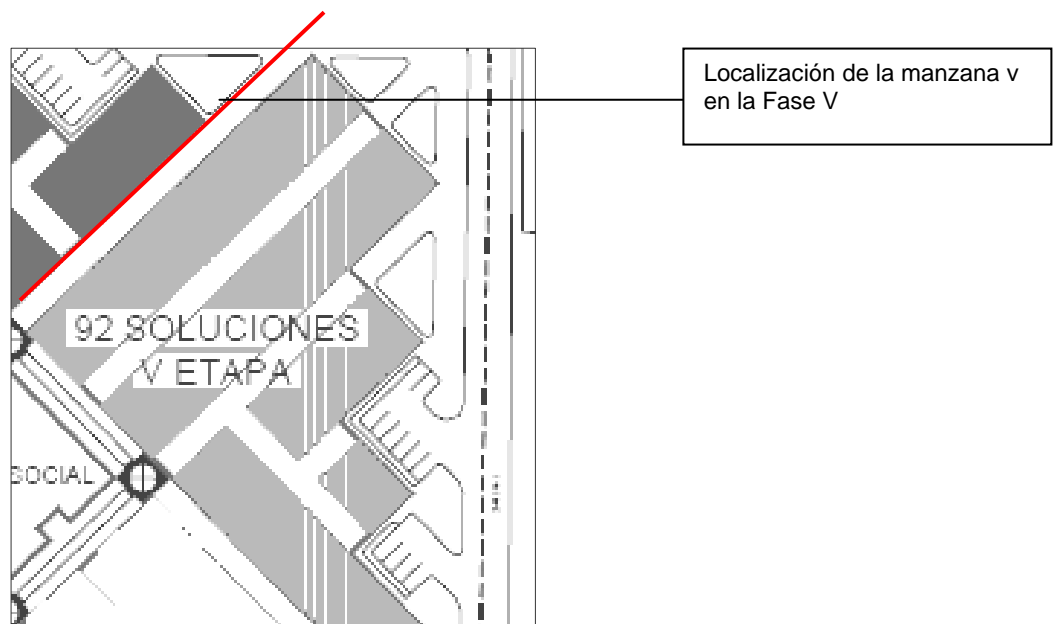 Localización de la manzana v
en la Fase V
92 SOLUCIONES
V ETAPA
SOCIAL